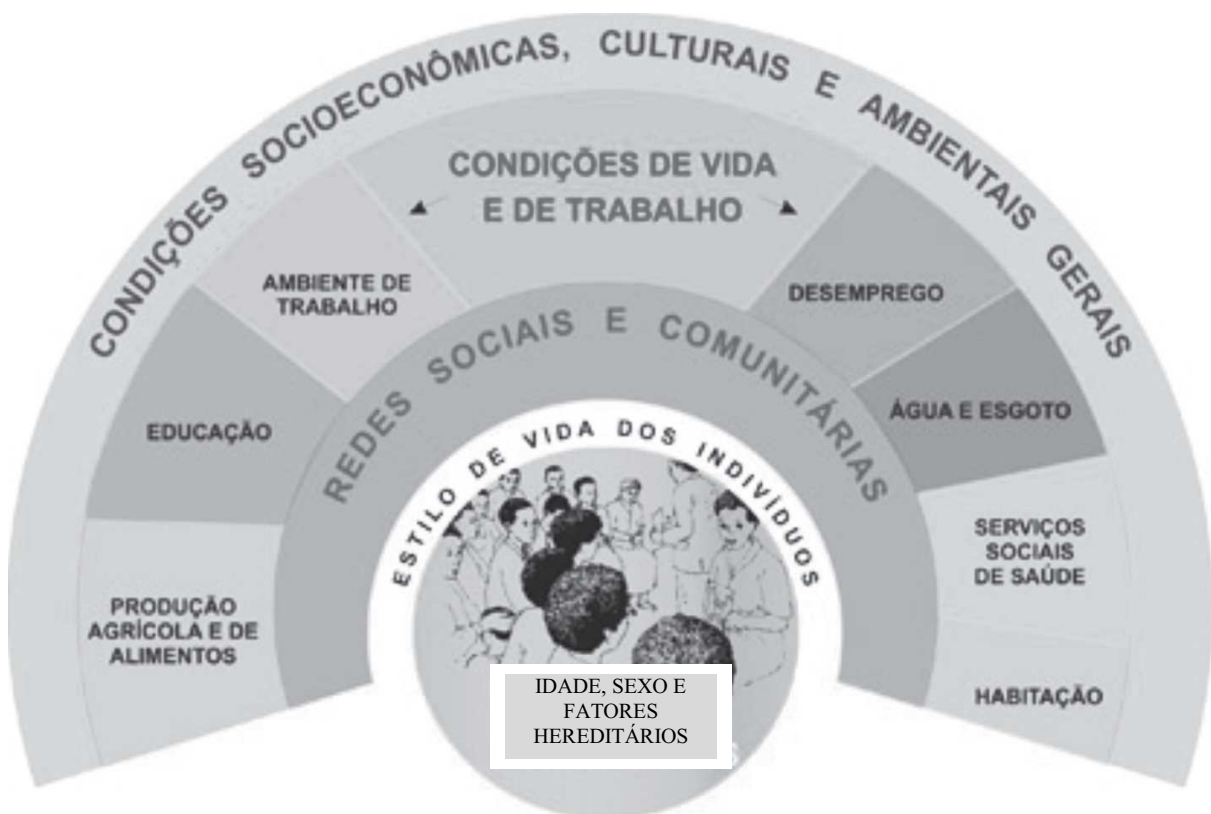 CONDIÇÕES SOCIOECONÔMICAS, CULTURAIS E AMBIENTAIS GERAIS
CONDIÇÕES DE VIDA
E DE TRABALHO
AMBIENTE DE
TRABALHO
DESEMPREGO
REDES SOCIAIS E COMUNITÁRIAS
EDUCAÇÃO
ÁGUA E ESGOTO
ESTILO DE VIDA DOS INDIVÍDUOS
SERVIÇOS
SOCIAIS
DE SAÚDE
PRODUÇÃO
AGRÍCOLA E DE
ALIMENTOS
HABITAÇÃO
IDADE, SEXO E
FATORES
HEREDITÁRIOS
S